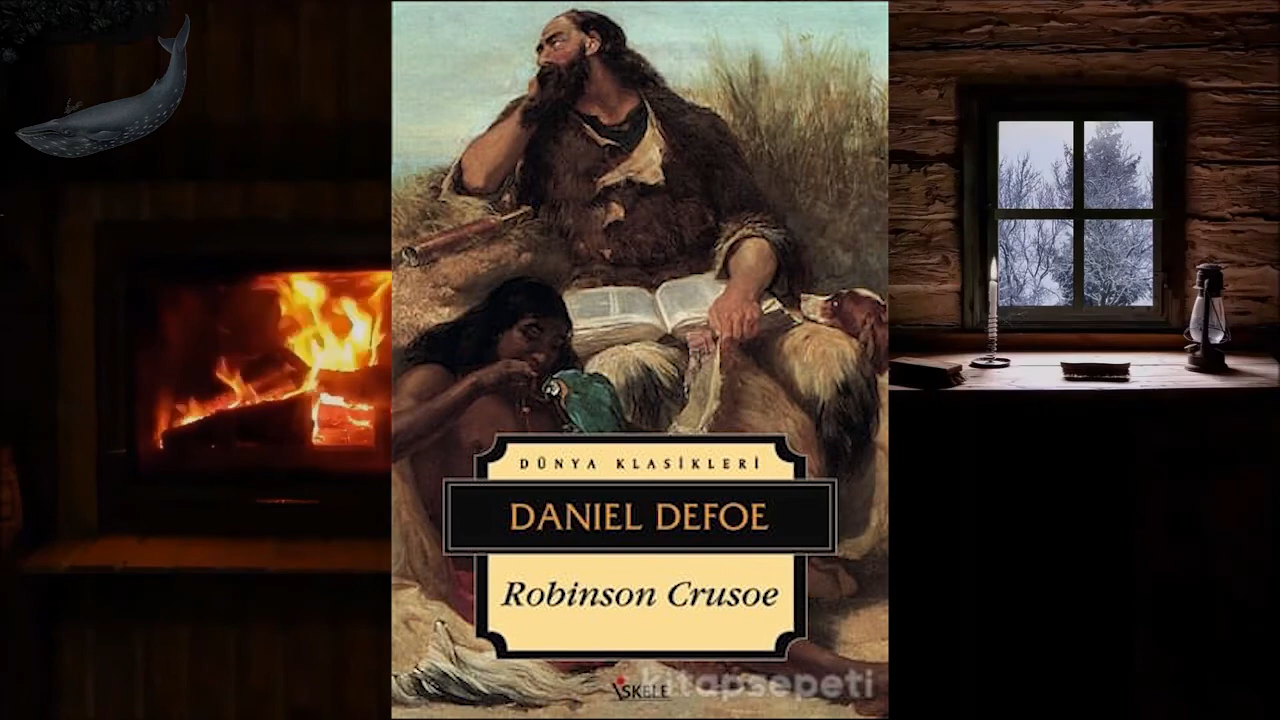 DÜNYA KLASİKLERİ
DANIEL DEFOE
Robinson Crusoe
İSKELE
kitapsepeti